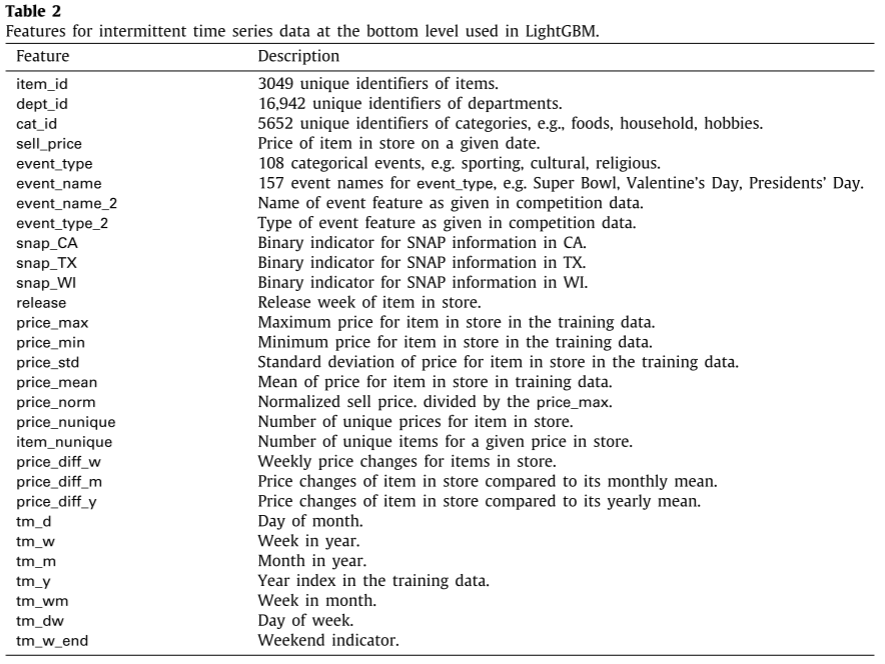 Table 2
Features for intermittent time series data at the bottom level used in LightGBM.
Feature Description
item_id 3049 unique identifiers of items.
dept_id 16,942 unique identifiers of departments.
cat_id 5652 unique identifiers of categories, e.g., foods, household, hobbies.
sell_price Price of item in store on a given date.
event_type 108 categorical events, e.g. sporting, cultural, religious.
event_name 157 event names for event_type, e.g. Super Bowl, Valentine's Day, Presidents' Day.
event_name_2 Name of event feature as given in competition data.
event_type_2 Type of event feature as given in competition data.
snap_CA Binary indicator for SNAP information in CA.
snap_TX Binary indicator for SNAP information in TX.
snap_WI Binary indicator for SNAP information in WI.
release Release week of item in store.
price_max Maximum price for item in store in the training data.
price_min Minimum price for item in store in the training data.
price_std Standard deviation of price for item in store in the training data.
price_mean Mean of price for item in store in training data.
price_norm Normalized sell price. divided by the price_max.
price_nunique Number of unique prices for item in store.
item_nunique Number of unique items for a given price in store.
price_diff_w Weekly price changes for items in store.
price_diff_m Price changes of item in store compared to its monthly mean.
price_diff_y Price changes of item in store compared to its yearly mean.
tm_d Day of month.
tm_w Week in year.
tm_m Month in year.
tm_y Year index in the training data.
tm_wm Week in month.
tm_dw Day of week.
tm_w_end Weekend indicator.